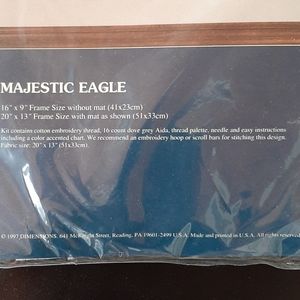 MAJESTIC EAGLE
16" x 9" Frame Size without mat (41x23cm)
20" x 13" Frame Size with mat as shown (51x33cm)
Kit contains cotton embroidery thread, 16 count dove grey Aida, thread palette, needle and easy instructions
including a color accented chart. We recommend an embroidery hoop or scroll bars for stitching this design.
Fabric size: 20" x 13" (51x33cm).
© 1997 DIMENSIONS, 641 McKnight Street, Reading, PA 19601-2499 U.S.A. Made and printed in U.S.A. All rights reserved.